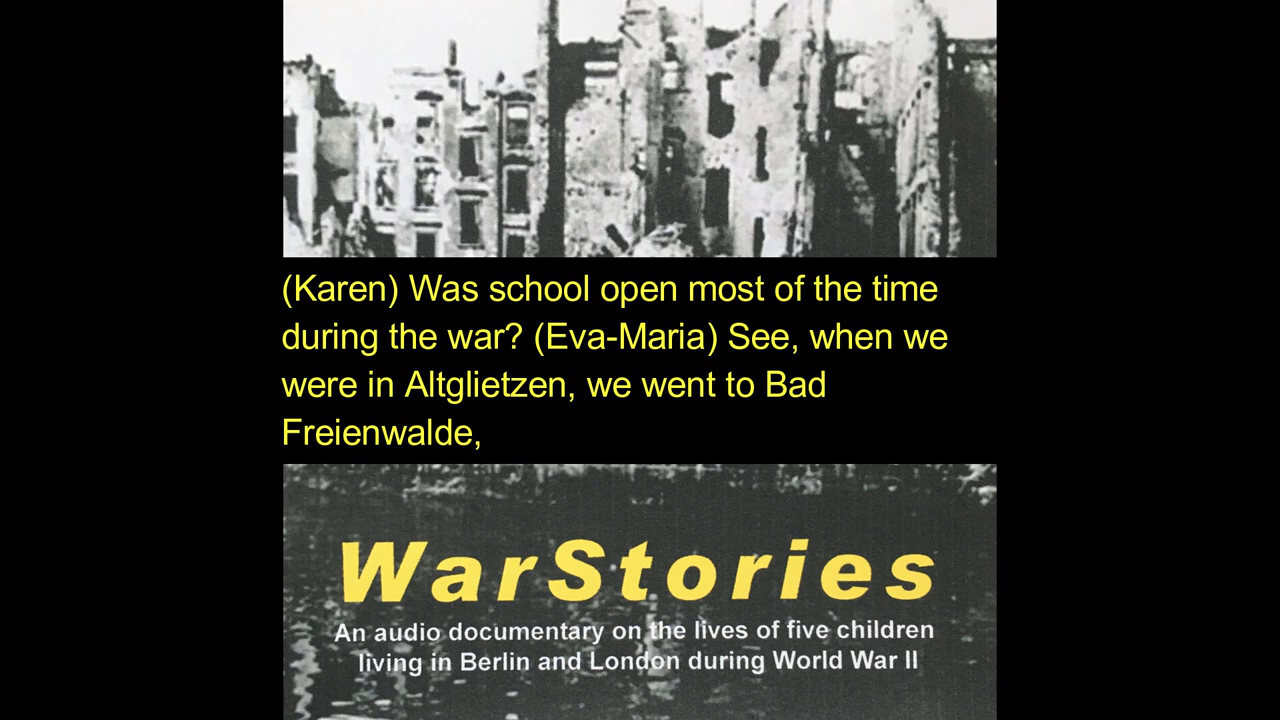 (Karen) Was school open most of the time
during the war? (Eva-Maria) See, when we
were in Altglietzen, we went to Bad
Freienwalde,
WarStories
An audio documentary on the lives of five children
living in Berlin and London during World War II